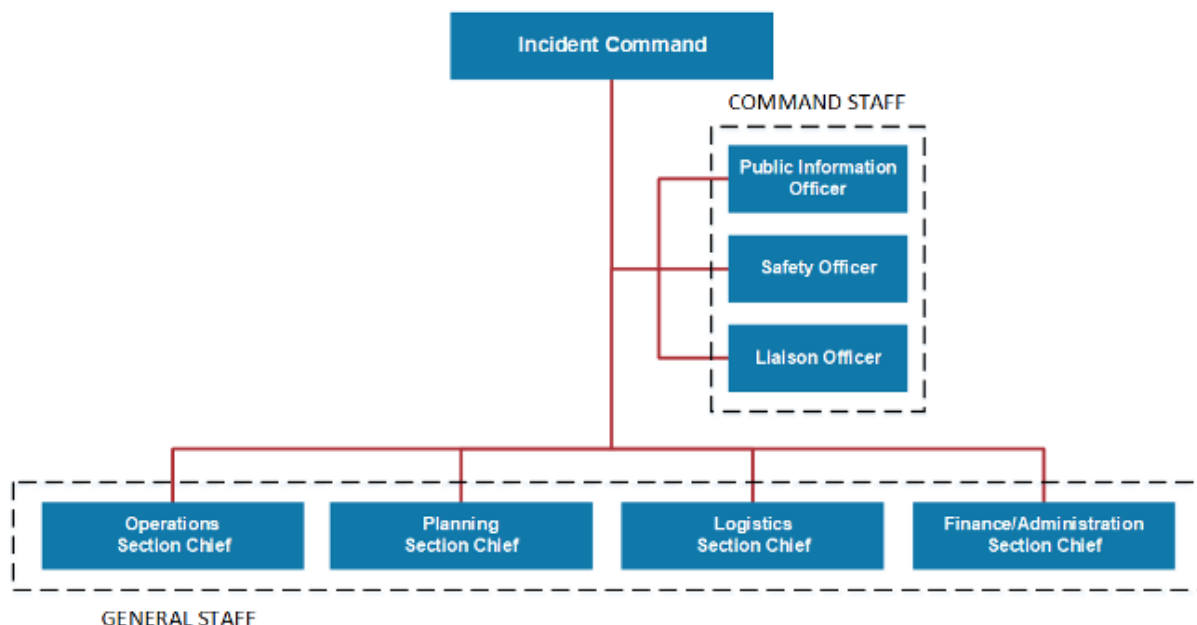 Incident Command
COMMAND STAFF
Public Information
Officer
Safety Officer
Liaison Officer
Operations
Section Chief
Planning
Section Chief
Logistics
Section Chief
Finance/Administration
Section Chief
GENERAL STAFF